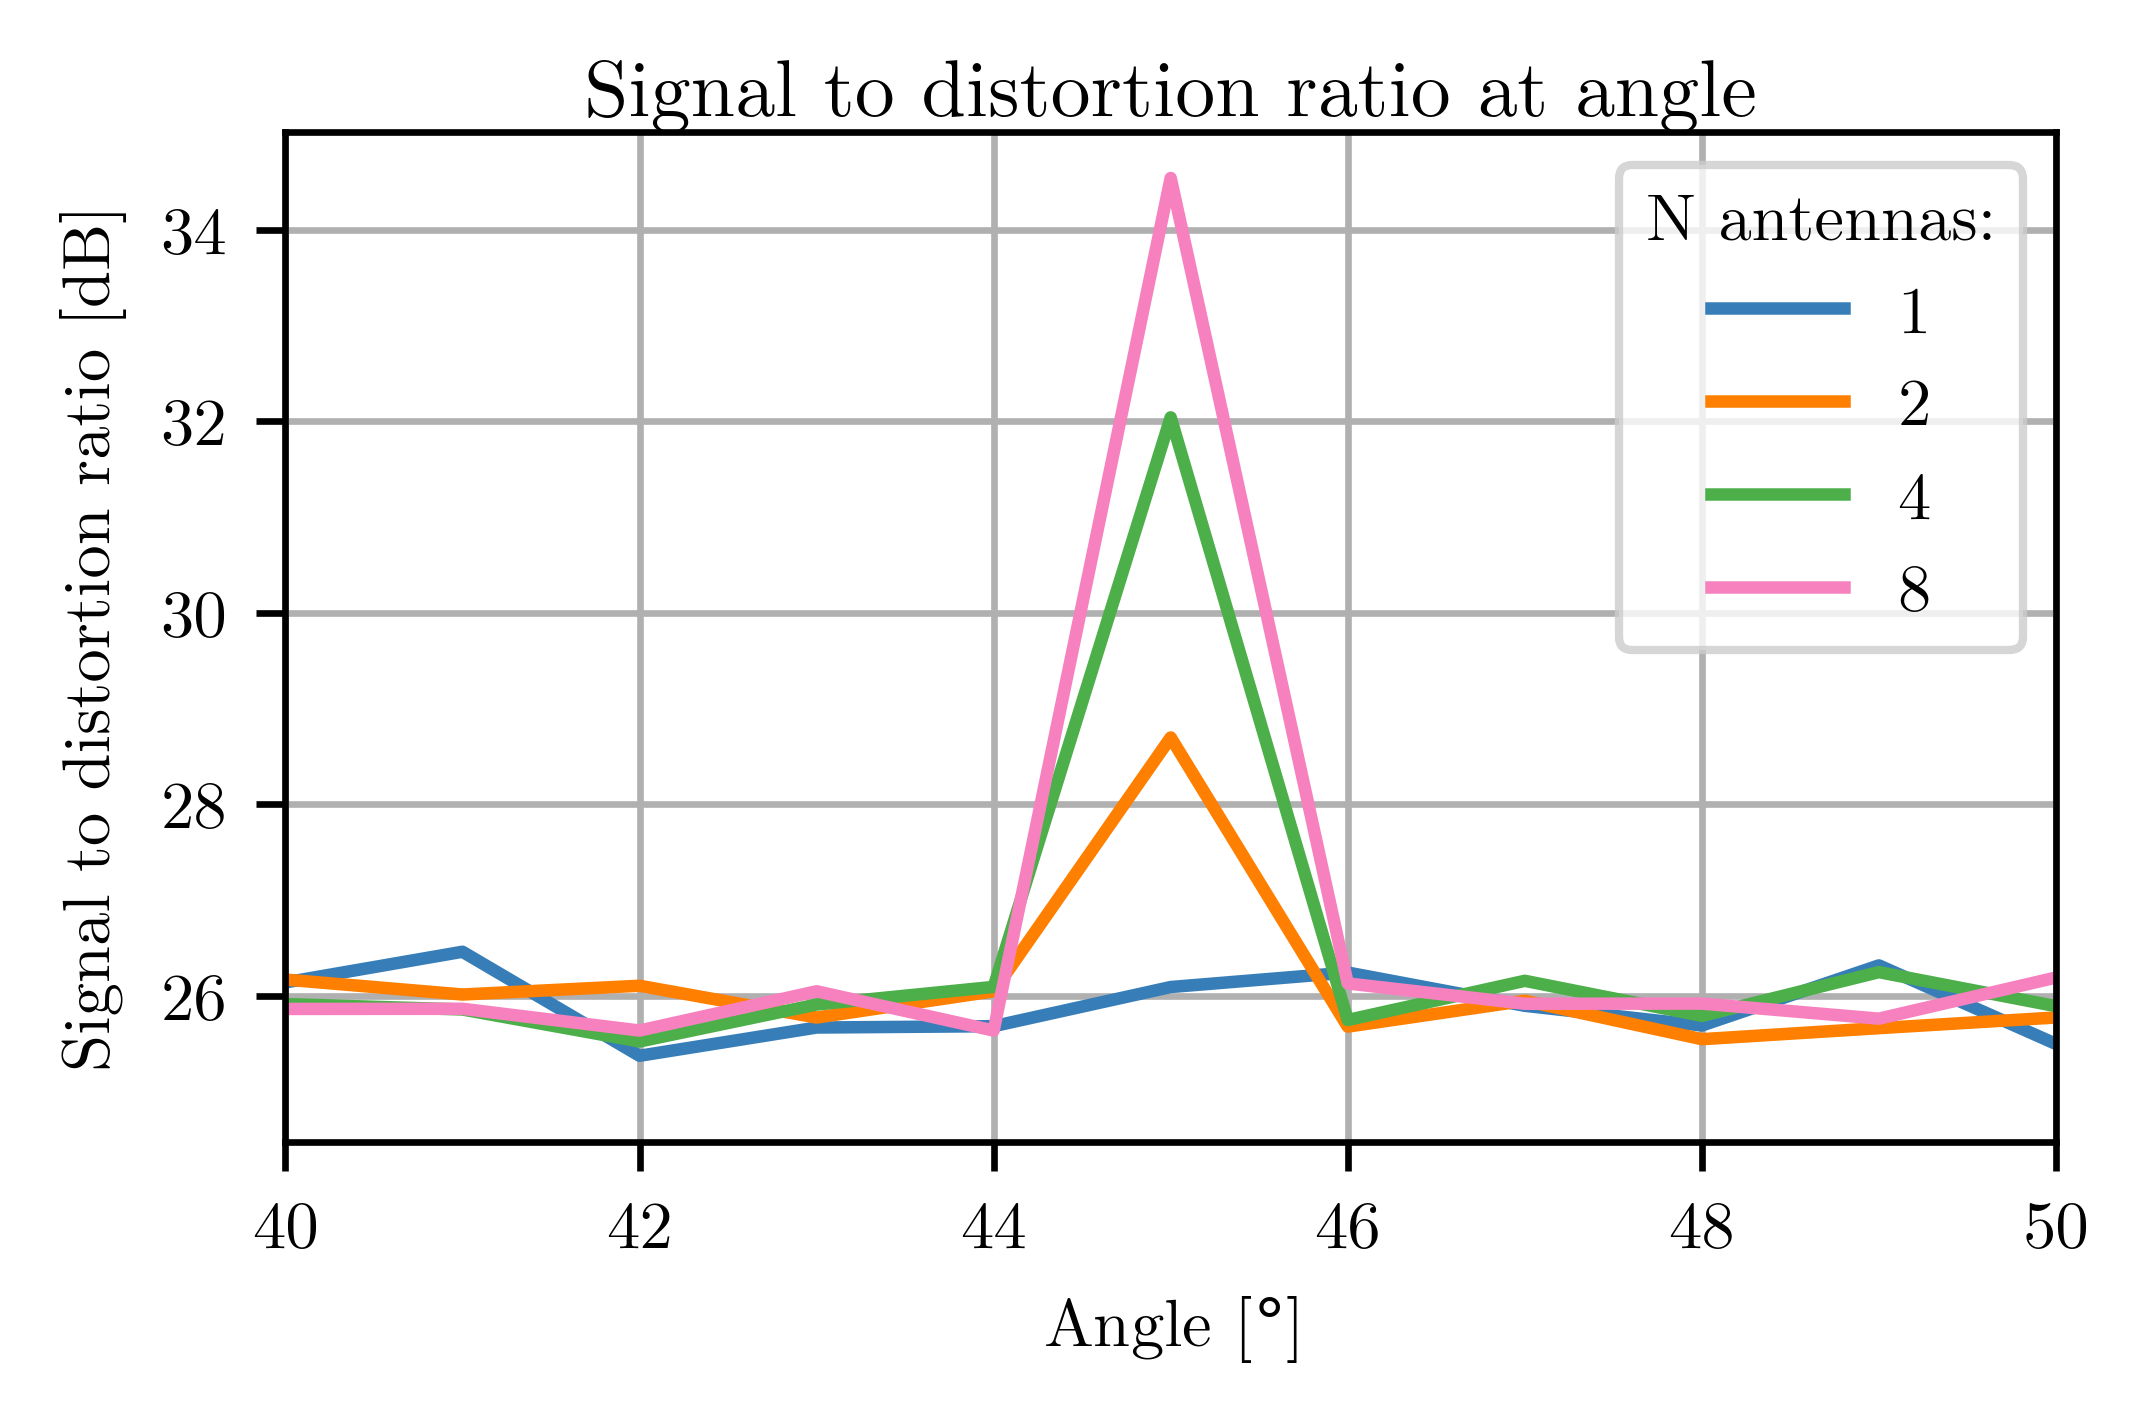 Signal to distortion ratio at angle
Signal to distortion ratio [dB]
34
32
30
28
26
N antennas:
1
2
4
8
40 42 44 46 48 50
Angle [°]